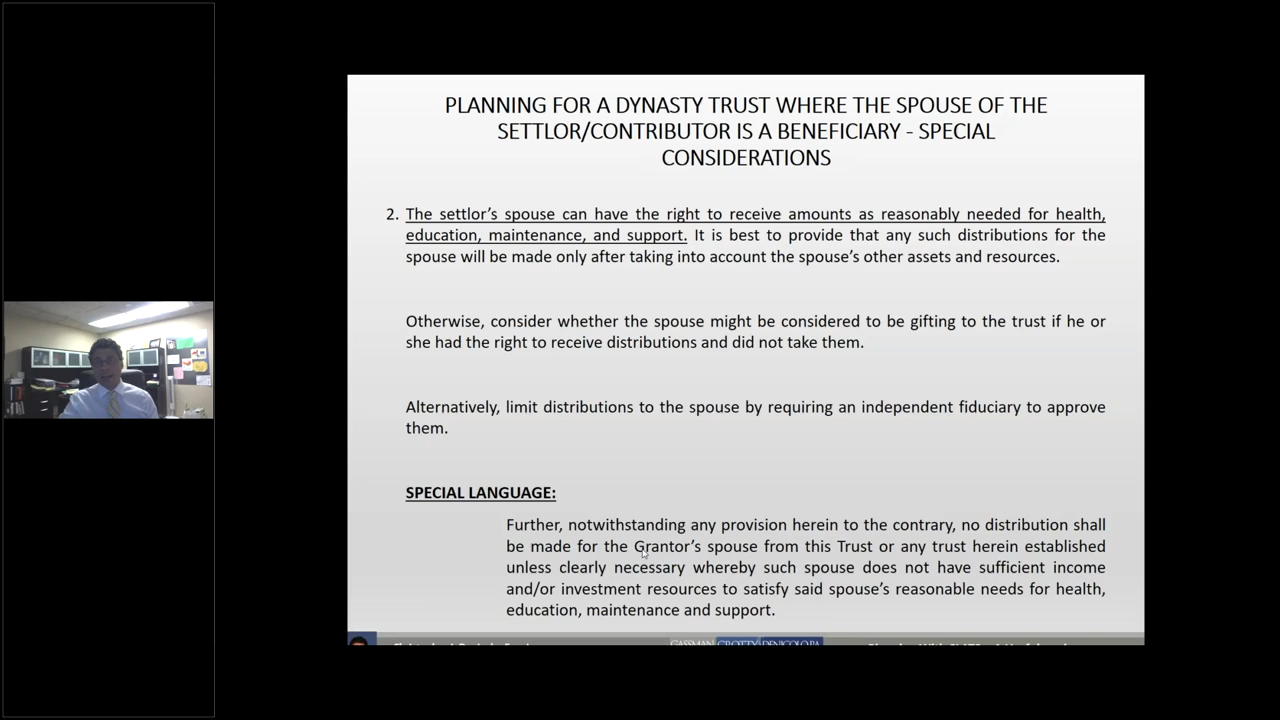 PLANNING FOR A DYNASTY TRUST WHERE THE SPOUSE OF THE
SETTLOR/CONTRIBUTOR IS A BENEFICIARY - SPECIAL
CONSIDERATIONS
2. The settlor's spouse can have the right to receive amounts as reasonably needed for health,
education, maintenance, and support. It is best to provide that any such distributions for the
spouse will be made only after taking into account the spouse's other assets and resources.
Otherwise, consider whether the spouse might be considered to be gifting to the trust if he or
she had the right to receive distributions and did not take them.
Alternatively, limit distributions to the spouse by requiring an independent fiduciary to approve
them.
SPECIAL LANGUAGE:
Further, notwithstanding any provision herein to the contrary, no distribution shall
be made for the Grantor's spouse from this Trust or any trust herein established
unless clearly necessary whereby such spouse does not have sufficient income
and/or investment resources to satisfy said spouse's reasonable needs for health,
education, maintenance and support.
GASSMAN CROTTY DENICOLO P.A.